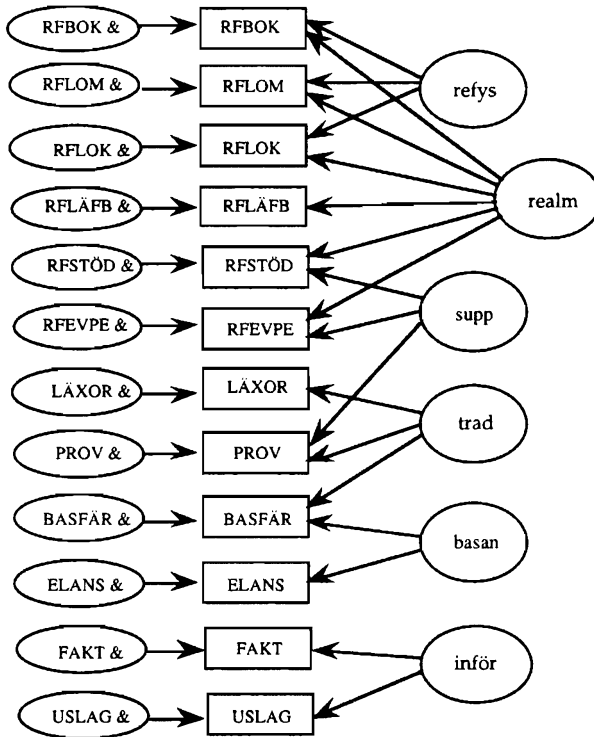 RFBOK &
RFBOK
RFLOM &
RFLOM
refys
RFLOK &
RFLOK
realm
RFLÄFB &
RFLÄFB
RFSTÖD &
RFSTÖD
supp
RFEVPE &
RFEVPE
LÄXOR &
LÄXOR
trad
PROV &
PROV
BASFÄR &
BASFÄR
basan
ELANS &
ELANS
FAKT &
FAKT
inför
USLAG &
USLAG